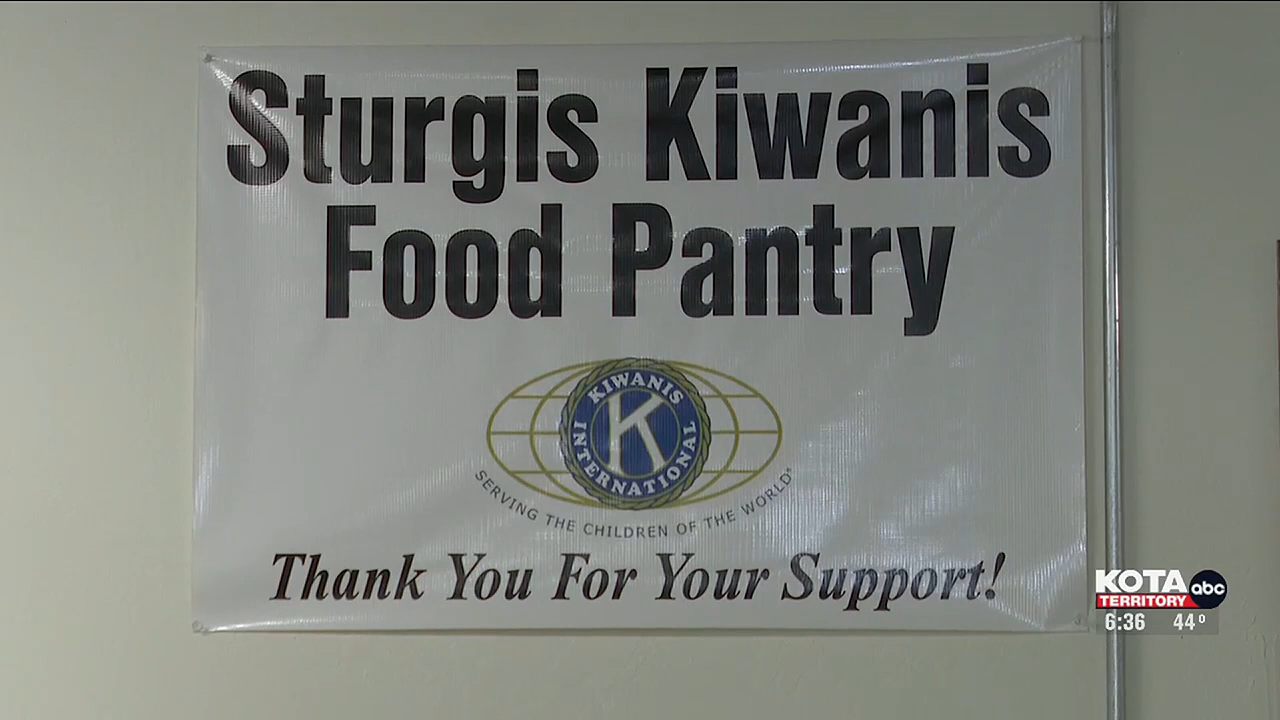 Sturgis Kiwanis
Food Pantry
KIWANIS
K
INTERNATIONAL
SERVING THE CHILDREN OF THE WORLD®
Thank You For Your Support!
KOTA abc
TERRITORY
6:36 44°